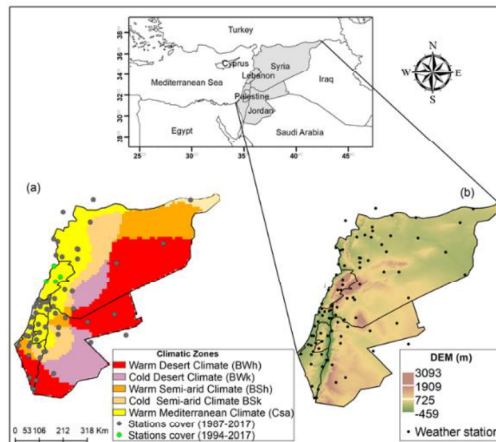 Turkey
Cyprus
Syria
Lebanon
Mediterranean Sea
Iraq
Palestine
Jordan
Egypt
Saudi Arabia
38
36
34
32
30
28
25 30 35 40 45
N
W E
S
(a)
(b)
Climatic Zones
Warm Desert Climate (BWh)
Cold Desert Climate (BWk)
Warm Semi-arid Climate (BSh)
Cold Semi-arid Climate BSk
Warm Mediterranean Climate (Csa)
Stations cover (1987-2017)
Stations cover (1994-2017)
0 53 106 212 318 Km
DEM (m)
3093
1909
725
-459
Weather station